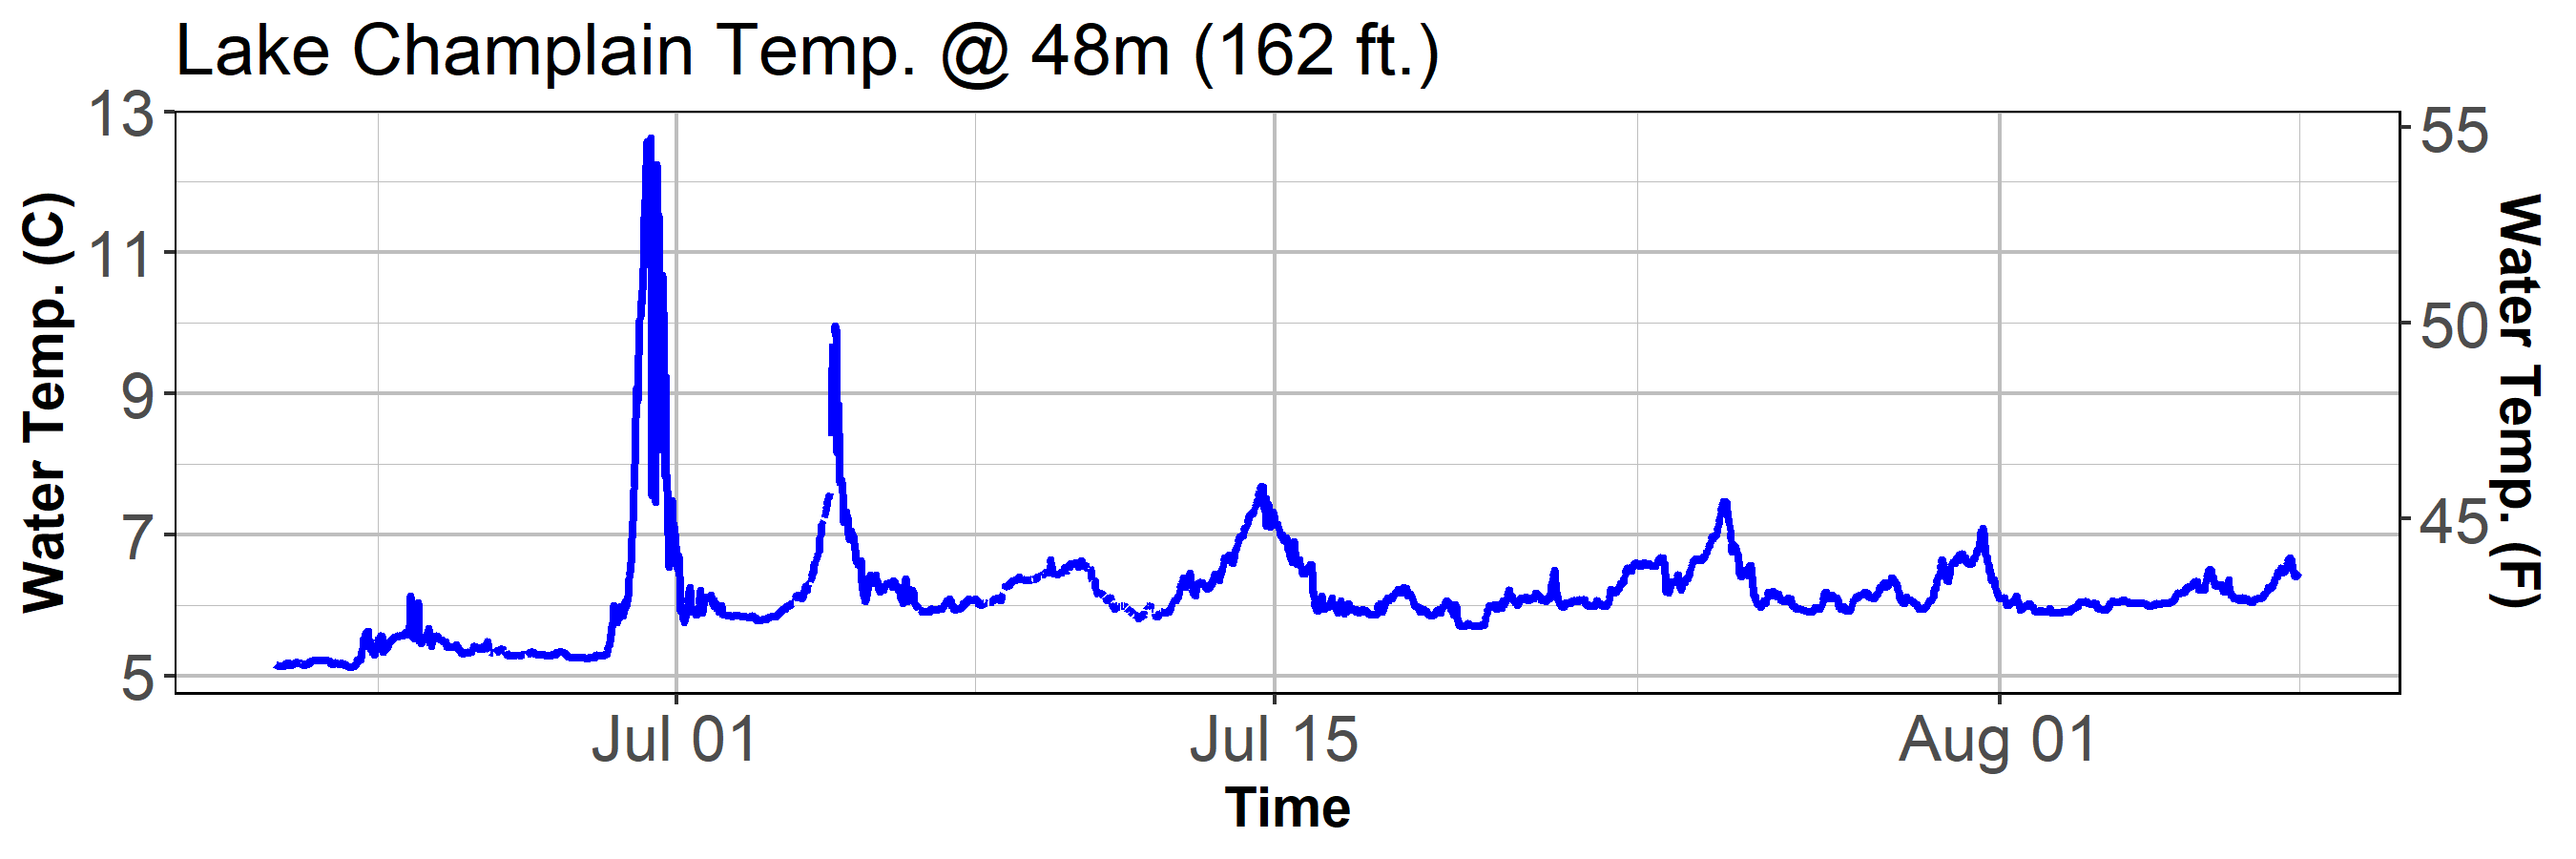 Lake Champlain Temp. @ 48m (162 ft.)
13
11
9
7
5
Water Temp. (C)
55
50
45
Water Temp. (F)
Jul 01
Jul 15
Aug 01
Time